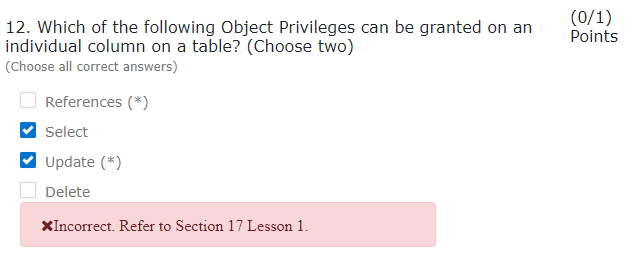 12. Which of the following Object Privileges can be granted on an
individual column on a table? (Choose two)
(0/1)
Points
(Choose all correct answers)
References (*)
Select
Update (*)
Delete
✖Incorrect. Refer to Section 17 Lesson 1.